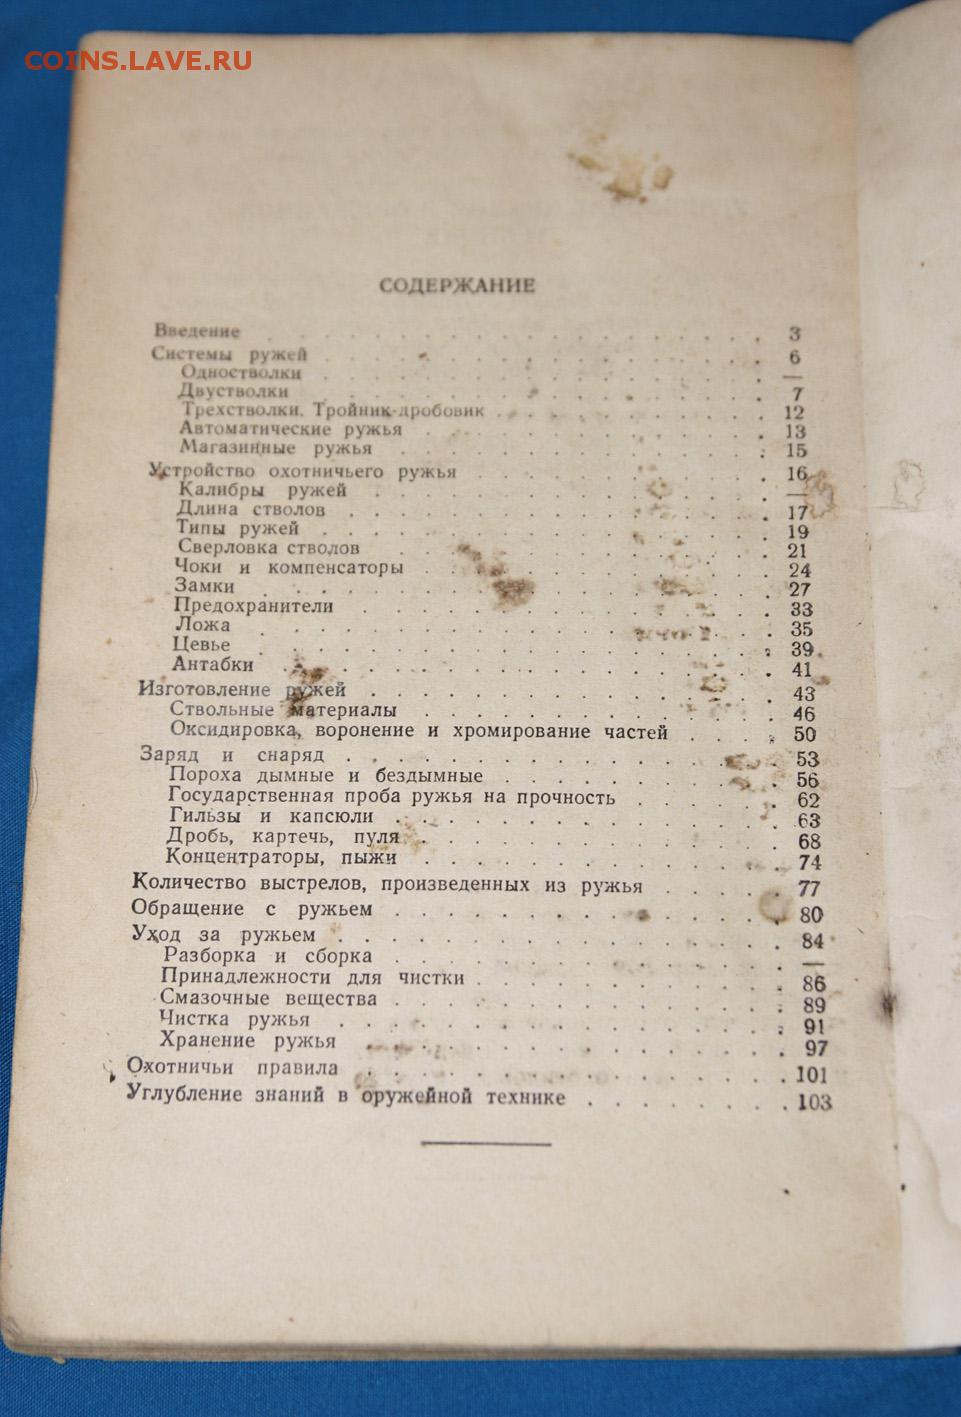 COINS.LAVE.RU
СОДЕРЖАНИЕ
Введение . . . 3
Системы ружей . . . 6
Одностволки . . . —
Двустволки . . . 7
Трехстволки. Тройник-дробовик . . . 12
Автоматические ружья . . . 13
Магазинные ружья . . . 15
Устройство охотничьего ружья . . . 16
Калибры ружей . . . —
Длина стволов . . . 17
Типы ружей . . . 19
Сверловка стволов . . . 21
Чоки и компенсаторы . . . 24
Замки . . . 27
Предохранители . . . 33
Ложа . . . 35
Цевье . . . 39
Антабки . . . 41
Изготовление ружей . . . 43
Ствольные материалы . . . 46
Оксидировка, воронение и хромирование частей . . . 50
Заряд и снаряд . . . 53
Пороха дымные и бездымные . . . 56
Государственная проба ружья на прочность . . . 62
Гильзы и капсюли . . . 63
Дробь, картечь, пуля . . . 68
Концентраторы, пыжи . . . 74
Количество выстрелов, произведенных из ружья . . . 77
Обращение с ружьем . . . 80
Уход за ружьем . . . 84
Разборка и сборка . . . —
Принадлежности для чистки . . . 86
Смазочные вещества . . . 89
Чистка ружья . . . 91
Хранение ружья . . . 97
Охотничьи правила . . . 101
Углубление знаний в оружейной технике . . . 103